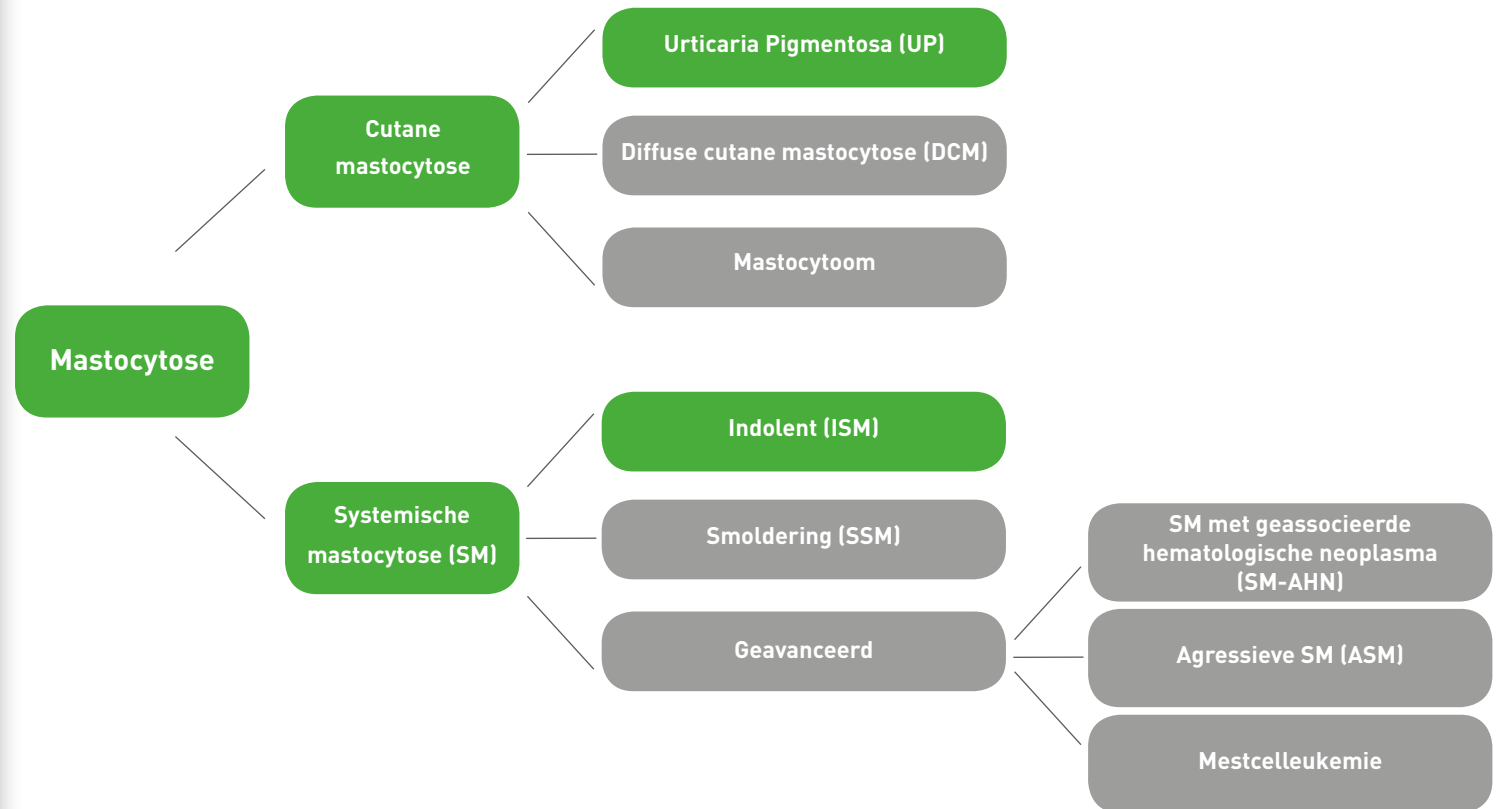 Urticaria Pigmentosa (UP)
Cutane
mastocytose
Diffuse cutane mastocytose (DCM)
Mastocytoom
Mastocytose
Indolent (ISM)
Systemische
mastocytose (SM)
Smoldering (SSM)
Geavanceerd
SM met geassocieerde
hematologische neoplasma
(SM-AHN)
Agressieve SM (ASM)
Mestcelleukemie